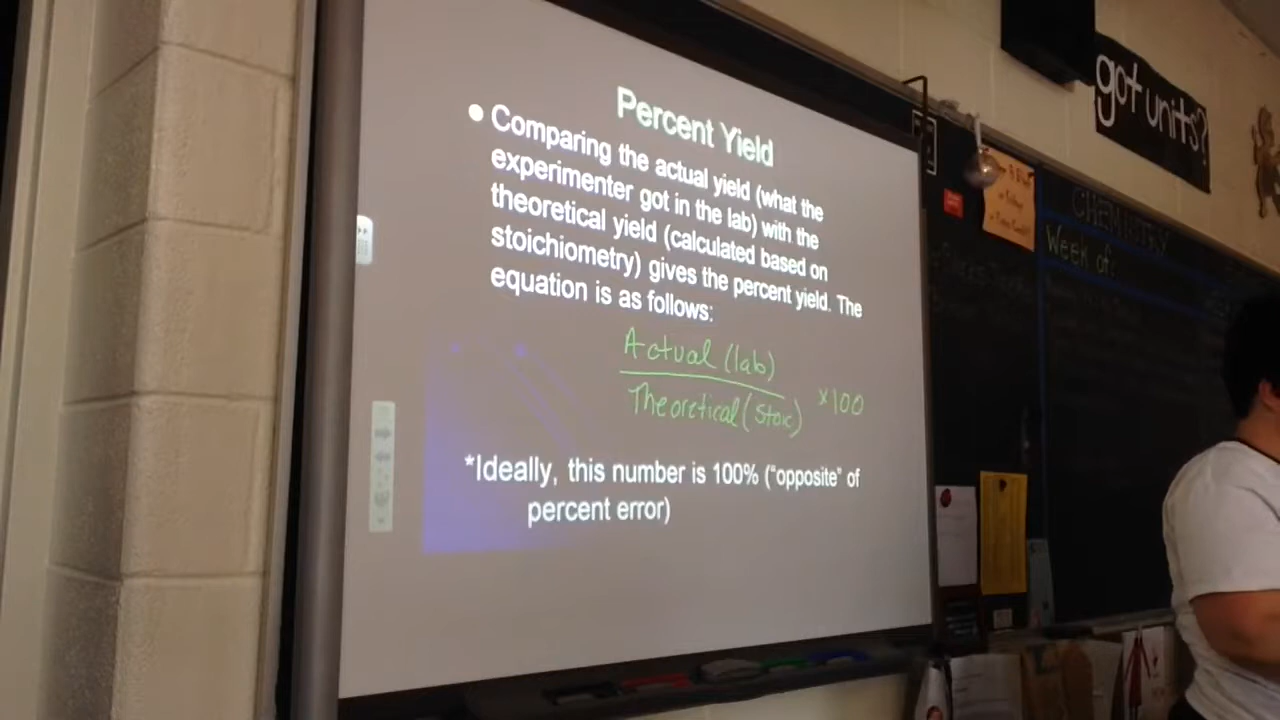 Percent Yield
• Comparing the actual yield (what the
experimenter got in the lab) with the
theoretical yield (calculated based on
stoichiometry) gives the percent yield. The
equation is as follows:
Actual (lab)
Theoretical (stoic) ×100
*Ideally, this number is 100% ("opposite" of
percent error)
got units?
CHEMISTRY
Week of: